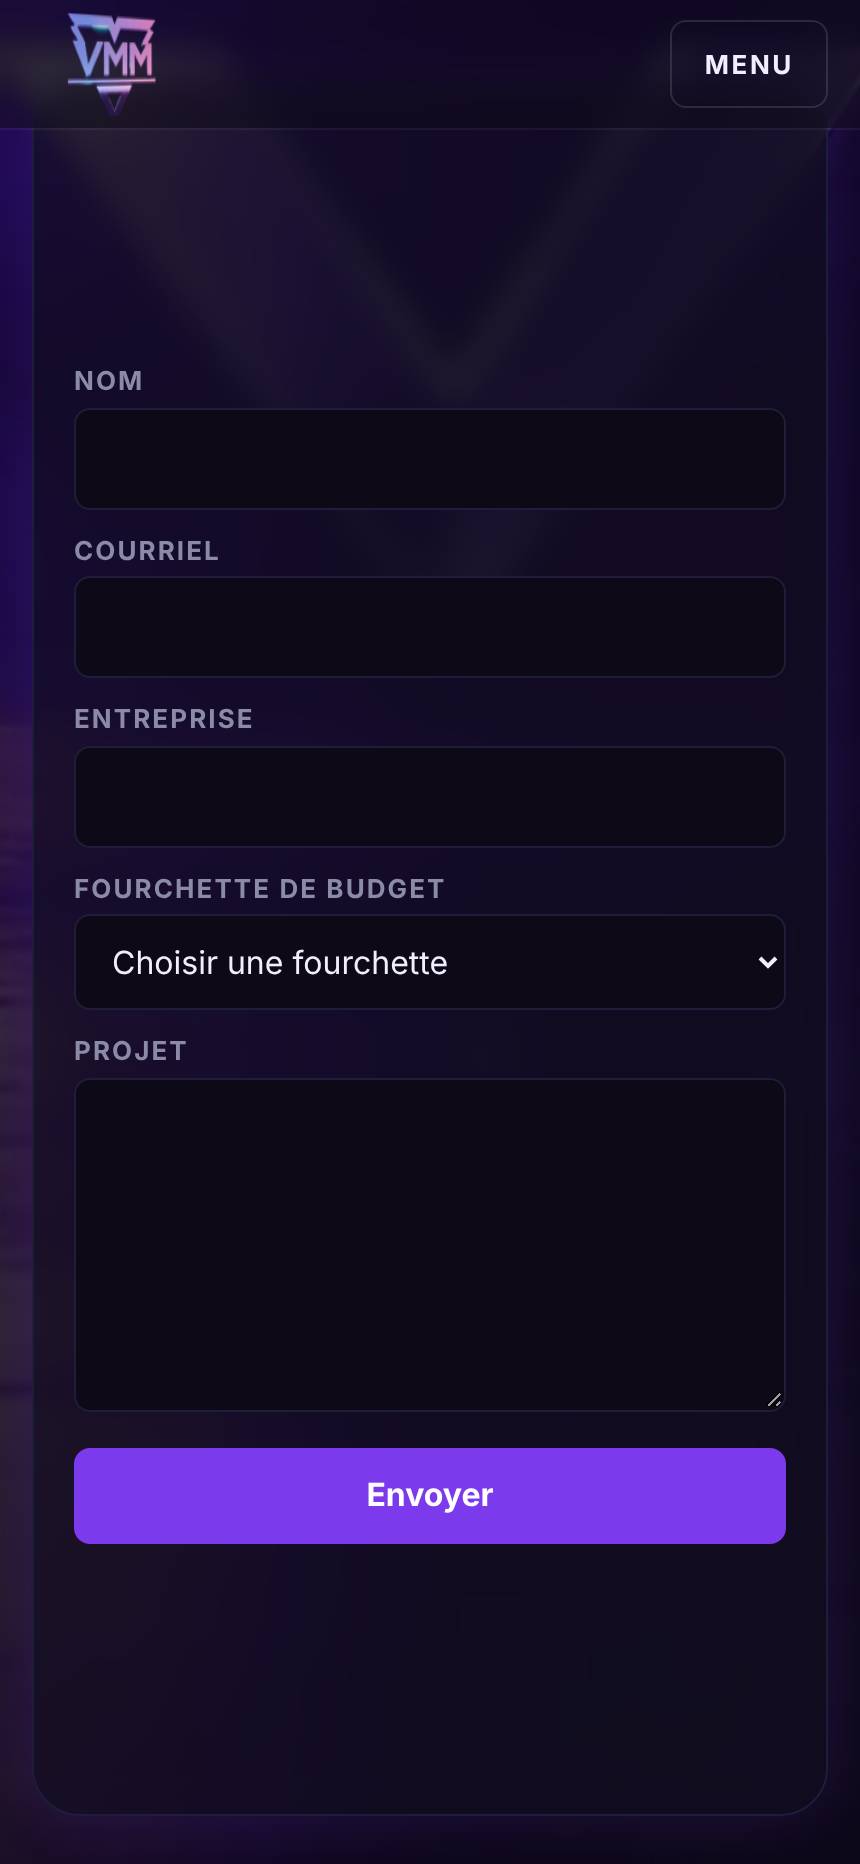 VMM
MENU
NOM
COURRIEL
ENTREPRISE
FOURCHETTE DE BUDGET
Choisir une fourchette
PROJET
Envoyer